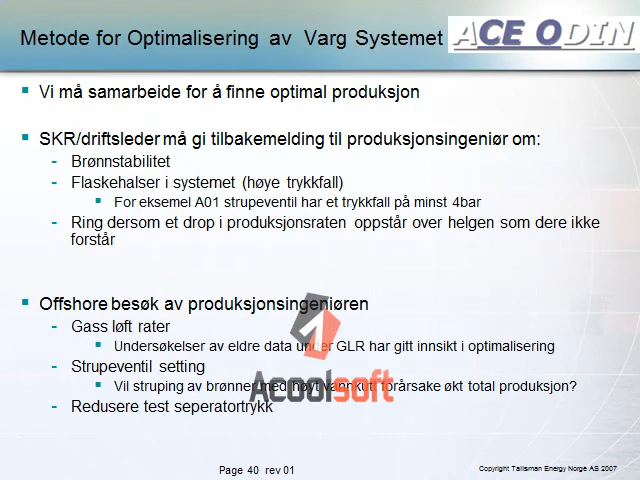 Metode for Optimalisering av Varg Systemet
ACE ODIN
Vi må samarbeide for å finne optimal produksjon
SKR/driftsleder må gi tilbakemelding til produksjonsingeniør om:
- Brønnstabilitet
- Flaskehalser i systemet (høye trykkfall)
For eksemel A01 strupeventil har et trykkfall på minst 4bar
- Ring dersom et drop i produksjonsraten oppstår over helgen som dere ikke
forstår
Offshore besøk av produksjonsingeniøren
- Gass løft rater
Undersøkelser av eldre data under GLR har gitt innsikt i optimalisering
- Strupeventil setting
Vil struping av brønner med høyt vannkutt forårsake økt total produksjon?
- Redusere test seperatortrykk
Acoolsoft
Page 40 rev 01
Copyright Talisman Energy Norge AS 2007